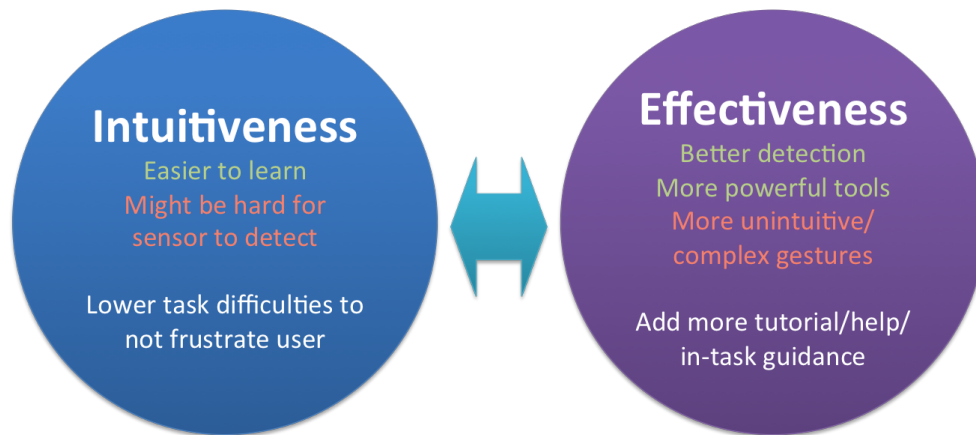 Intuitiveness
Easier to learn
Might be hard for
sensor to detect
Lower task difficulties to
not frustrate user
Effectiveness
Better detection
More powerful tools
More unintuitive/
complex gestures
Add more tutorial/help/
in-task guidance